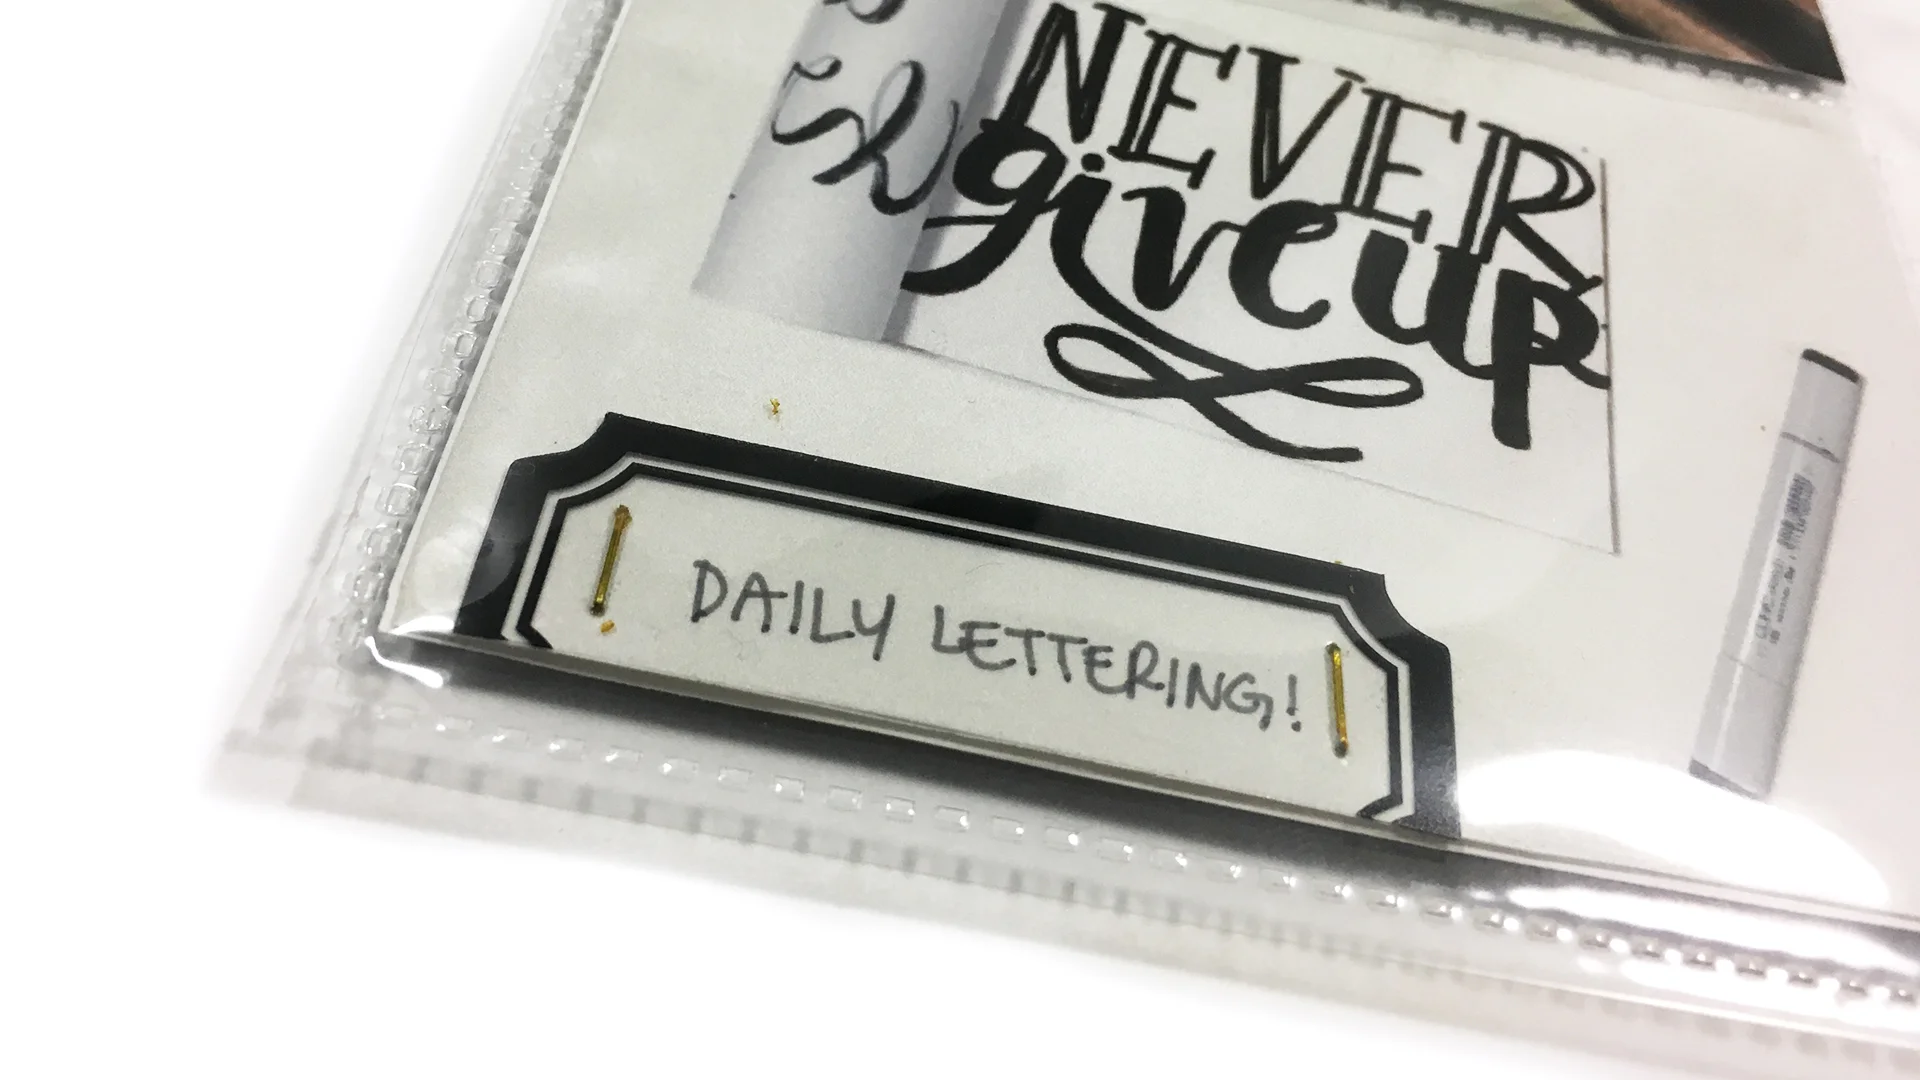 NEVER
give up
DAILY LETTERING!